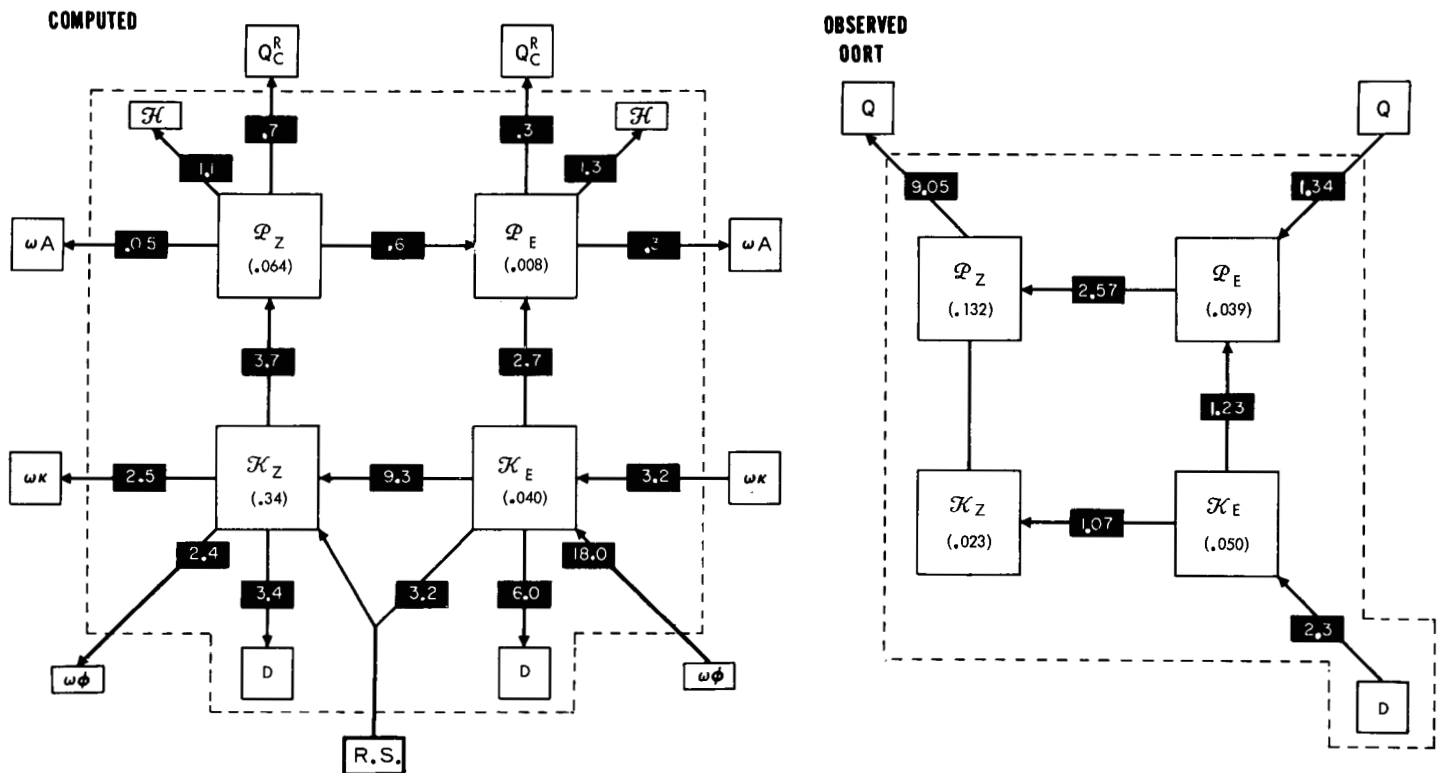 COMPUTED
Q_C^R
Q_C^R
ℋ
.7
.3
ℋ
1.1
1.3
ωA
.05
𝒫_Z
(.064)
.6
𝒫_E
(.008)
.3
ωA
3.7
2.7
ωκ
2.5
𝒦_Z
(.34)
9.3
𝒦_E
(.040)
3.2
ωκ
2.4
3.4
3.2
6.0
18.0
ωϕ
D
D
ωϕ
R.S.
OBSERVED
OORT
Q
Q
9.05
1.34
𝒫_Z
(.132)
2.57
𝒫_E
(.039)
1.23
𝒦_Z
(.023)
1.07
𝒦_E
(.050)
2.3
D